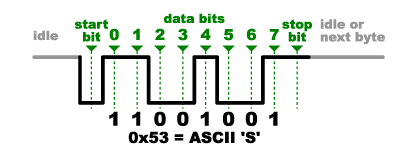 start data bits stop idle or
idle bit 0 1 2 3 4 5 6 7 bit next byte
1 1 0 0 1 0 0 1
0x53 = ASCII 'S'